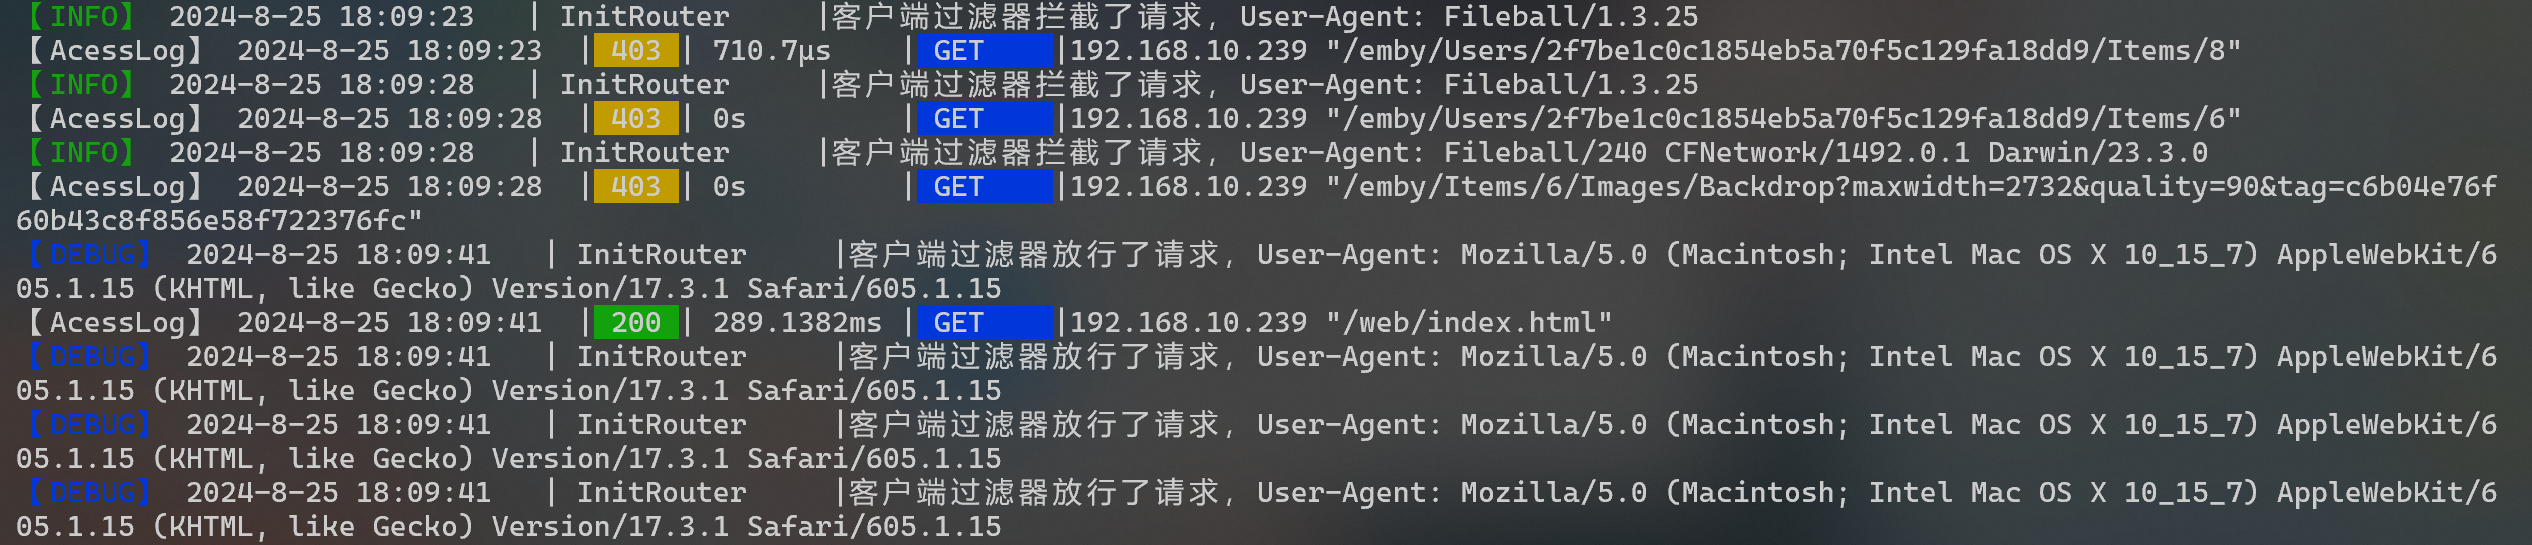 【INFO】 2024-8-25 18:09:23 | InitRouter |客户端过滤器拦截了请求, User-Agent: Fileball/1.3.25
【AcessLog】 2024-8-25 18:09:23 | 403 | 710.7µs | GET |192.168.10.239 "/emby/Users/2f7be1c0c1854eb5a70f5c129fa18dd9/Items/8"
【INFO】 2024-8-25 18:09:28 | InitRouter |客户端过滤器拦截了请求, User-Agent: Fileball/1.3.25
【AcessLog】 2024-8-25 18:09:28 | 403 | 0s | GET |192.168.10.239 "/emby/Users/2f7be1c0c1854eb5a70f5c129fa18dd9/Items/6"
【INFO】 2024-8-25 18:09:28 | InitRouter |客户端过滤器拦截了请求, User-Agent: Fileball/240 CFNetwork/1492.0.1 Darwin/23.3.0
【AcessLog】 2024-8-25 18:09:28 | 403 | 0s | GET |192.168.10.239 "/emby/Items/6/Images/Backdrop?maxwidth=2732&quality=90&tag=c6b04e76f
60b43c8f856e58f722376fc"
【DEBUG】 2024-8-25 18:09:41 | InitRouter |客户端过滤器放行了请求, User-Agent: Mozilla/5.0 (Macintosh; Intel Mac OS X 10_15_7) AppleWebKit/6
05.1.15 (KHTML, like Gecko) Version/17.3.1 Safari/605.1.15
【AcessLog】 2024-8-25 18:09:41 | 200 | 289.1382ms | GET |192.168.10.239 "/web/index.html"
【DEBUG】 2024-8-25 18:09:41 | InitRouter |客户端过滤器放行了请求, User-Agent: Mozilla/5.0 (Macintosh; Intel Mac OS X 10_15_7) AppleWebKit/6
05.1.15 (KHTML, like Gecko) Version/17.3.1 Safari/605.1.15
【DEBUG】 2024-8-25 18:09:41 | InitRouter |客户端过滤器放行了请求, User-Agent: Mozilla/5.0 (Macintosh; Intel Mac OS X 10_15_7) AppleWebKit/6
05.1.15 (KHTML, like Gecko) Version/17.3.1 Safari/605.1.15
【DEBUG】 2024-8-25 18:09:41 | InitRouter |客户端过滤器放行了请求, User-Agent: Mozilla/5.0 (Macintosh; Intel Mac OS X 10_15_7) AppleWebKit/6
05.1.15 (KHTML, like Gecko) Version/17.3.1 Safari/605.1.15